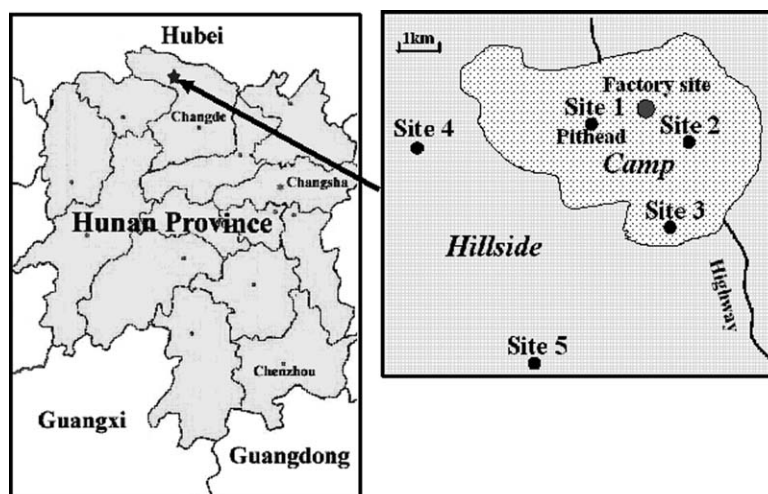 Hubei
Changde
Changsha
Hunan Province
Chenzhou
Guangxi
Guangdong
1km
Factory site
Site 1
Pithead
Site 2
Site 4
Camp
Site 3
Hillside
Highway
Site 5